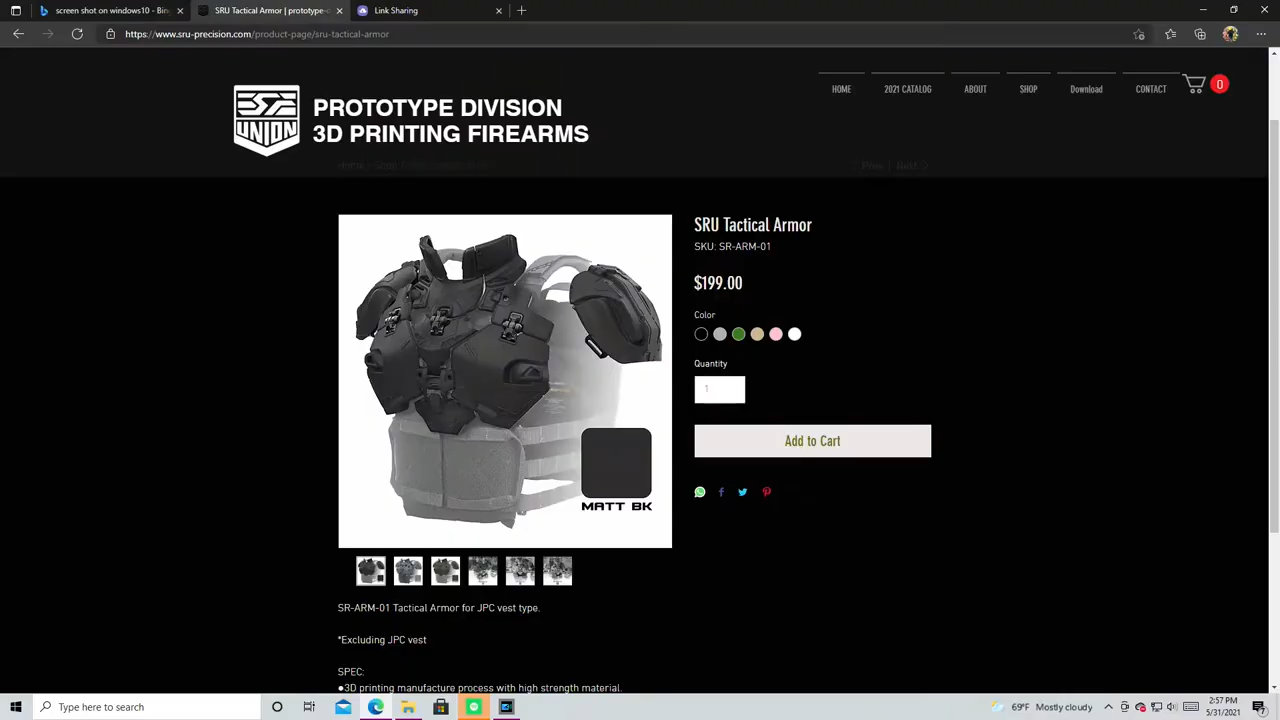 screen shot on windows10 - Bin
SRU Tactical Armor | prototype-d
Link Sharing
https://www.sru-precision.com/product-page/sru-tactical-armor
UNION
PROTOTYPE DIVISION
3D PRINTING FIREARMS
HOME
2021 CATALOG
ABOUT
SHOP
Download
CONTACT
0
Prev | Next
SRU Tactical Armor
SKU: SR-ARM-01
$199.00
Color
Quantity
1
Add to Cart
MATT BK
SR-ARM-01 Tactical Armor for JPC vest type.
*Excluding JPC vest
SPEC:
●3D printing manufacture process with high strength material.
Type here to search
69°F Mostly cloudy
2:57 PM
5/31/2021